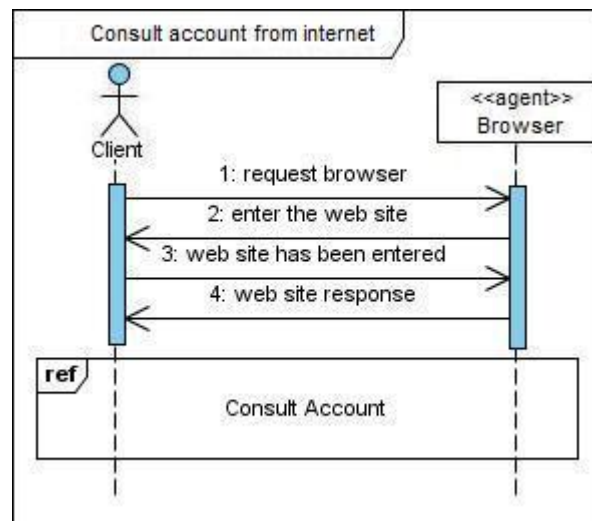 Consult account from internet
<<agent>>
Browser
Client
1: request browser
2: enter the web site
3: web site has been entered
4: web site response
ref
Consult Account